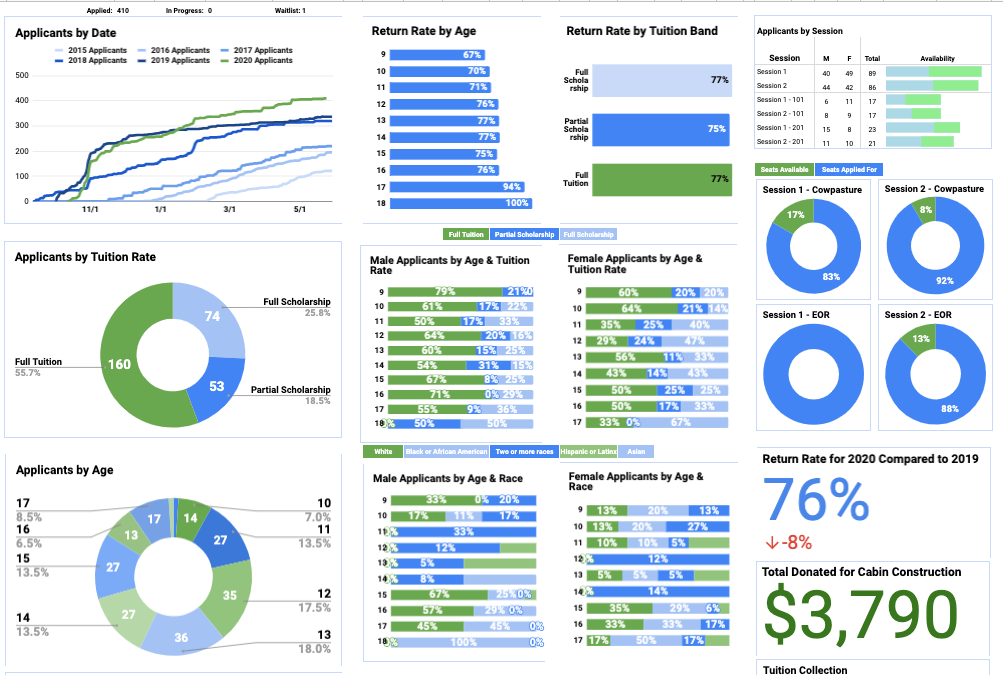 Applied: 410 In Progress: 0 Waitlist: 1
Applicants by Date
2015 Applicants 2016 Applicants 2017 Applicants
2018 Applicants 2019 Applicants 2020 Applicants
500
400
300
200
100
0
11/1 1/1 3/1 5/1
Return Rate by Age
9 67%
10 70%
11 71%
12 76%
13 77%
14 77%
15 75%
16 76%
17 94%
18 100%
Return Rate by Tuition Band
Full Schola rship 77%
Partial Schola rship 75%
Full Tuition 77%
Applicants by Session
Session M F Total Availability
Session 1 40 49 89
Session 2 44 42 86
Session 1 - 101 6 11 17
Session 2 - 101 8 9 17
Session 1 - 201 15 8 23
Session 2 - 201 11 10 21
Seats Available Seats Applied For
Session 1 - Cowpasture
17%
83%
Session 2 - Cowpasture
8%
92%
Session 1 - EOR
Session 2 - EOR
13%
88%
Applicants by Tuition Rate
74
Full Scholarship
25.8%
Full Tuition
55.7%
160
53
Partial Scholarship
18.5%
Full Tuition Partial Scholarship Full Scholarship
Male Applicants by Age & Tuition
Rate
9 79% 21%
10 61% 17% 22%
11 50% 17% 33%
12 64% 20% 16%
13 60% 15% 25%
14 54% 31% 15%
15 67% 8% 25%
16 71% 0% 29%
17 55% 9% 36%
18 50% 50%
Female Applicants by Age &
Tuition Rate
9 60% 20% 20%
10 64% 21% 14%
11 35% 25% 40%
12 29% 24% 47%
13 56% 11% 33%
14 43% 14% 43%
15 50% 25% 25%
16 50% 17% 33%
17 33% 0% 67%
White Black or African American Two or more races Hispanic or Latinx Asian
Applicants by Age
17
8.5%
16
6.5%
15
13.5%
14
13.5%
17
13
27
27
36
35
27
14
10
7.0%
11
13.5%
12
17.5%
13
18.0%
Male Applicants by Age & Race
9 33% 0% 20%
10 17% 11% 17%
11 33%
12 12%
13 5%
14 8%
15 67% 25% 0%
16 57% 29% 0%
17 45% 45% 0%
18 100% 0%
Female Applicants by Age &
Race
9 13% 20% 13%
10 13% 20% 27%
11 10% 10% 5%
12 12%
13 5% 5% 5%
14 14%
15 35% 29% 6%
16 33% 33% 17%
17 17% 50% 17%
Return Rate for 2020 Compared to 2019
76%
↓-8%
Total Donated for Cabin Construction
$3,790
Tuition Collection